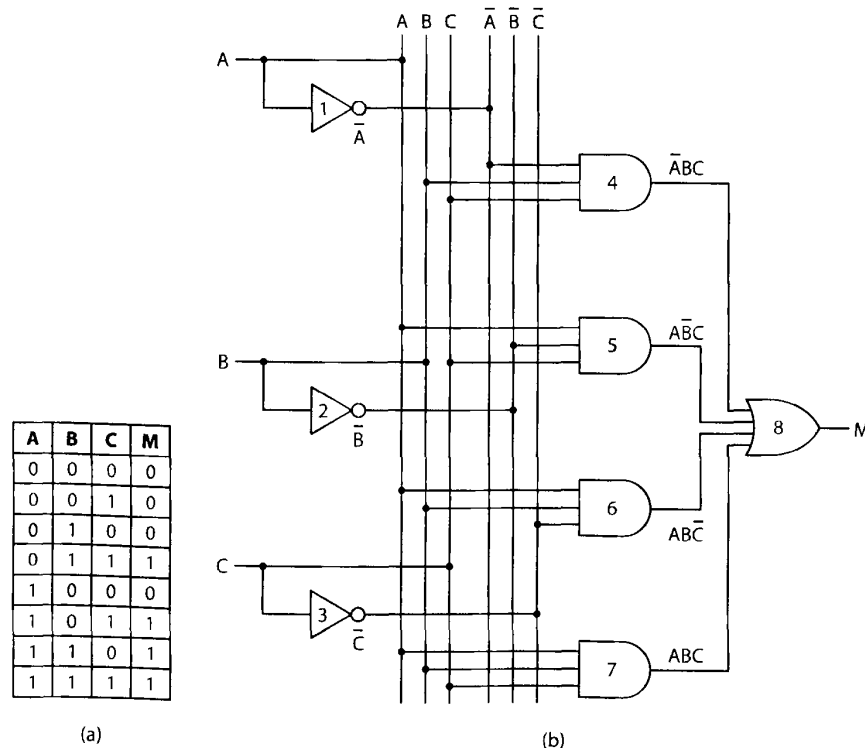 A B C A̅ B̅ C̅
A
1
A̅
4
A̅BC
5
AB̅C
B
2
B̅
8
M
A B C M
0 0 0 0
0 0 1 0
0 1 0 0
0 1 1 1
1 0 0 0
1 0 1 1
1 1 0 1
1 1 1 1
6
ABC̅
C
3
C̅
7
ABC
(a)
(b)